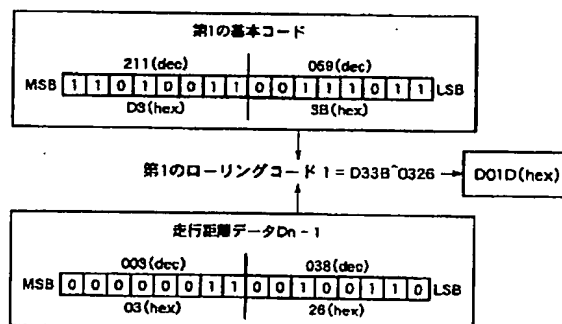 第1の基本コード
211(dec) 069(dec)
MSB 1 1 0 1 0 0 1 1 0 0 1 1 1 0 1 1 LSB
D3(hex) 3B(hex)
第1のローリングコード 1 = D33B^0326 → D01D(hex)
走行距離データDn - 1
003(dec) 038(dec)
MSB 0 0 0 0 0 0 1 1 0 0 1 0 0 1 1 0 LSB
03(hex) 26(hex)